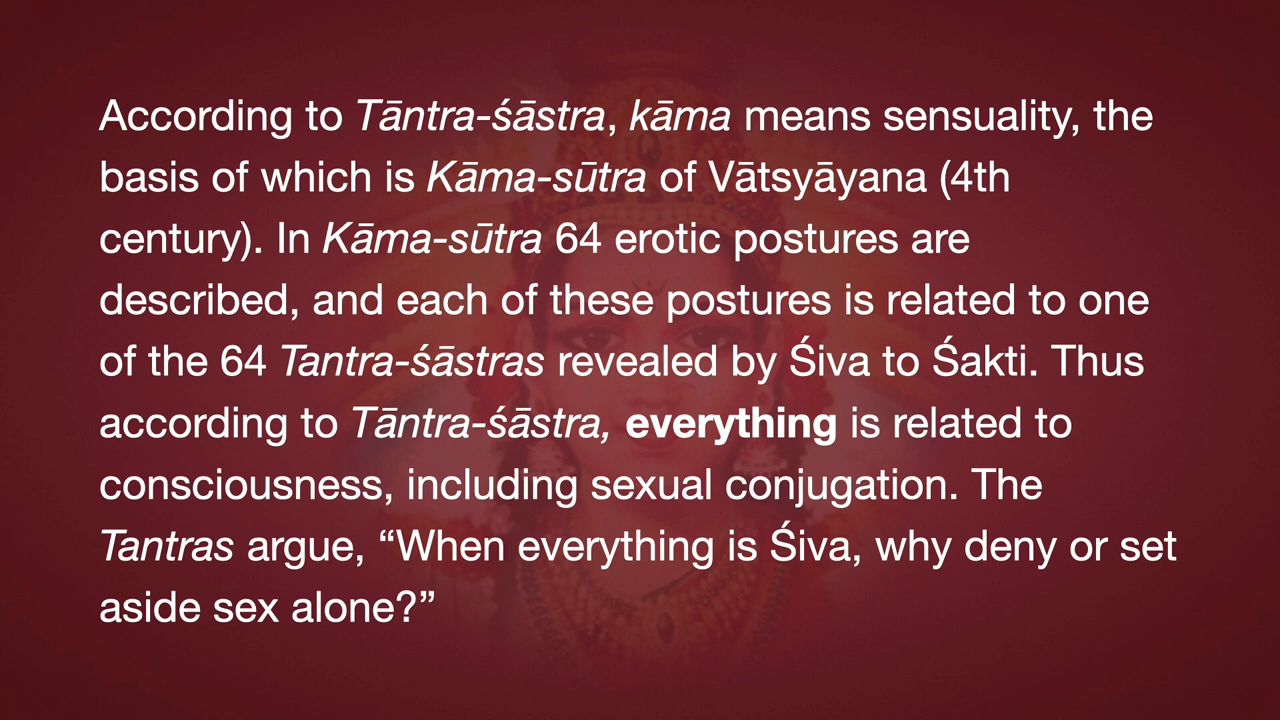 According to Tāntra-śāstra, kāma means sensuality, the
basis of which is Kāma-sūtra of Vātsyāyana (4th
century). In Kāma-sūtra 64 erotic postures are
described, and each of these postures is related to one
of the 64 Tantra-śāstras revealed by Śiva to Śakti. Thus
according to Tāntra-śāstra, everything is related to
consciousness, including sexual conjugation. The
Tantras argue, “When everything is Śiva, why deny or set
aside sex alone?”